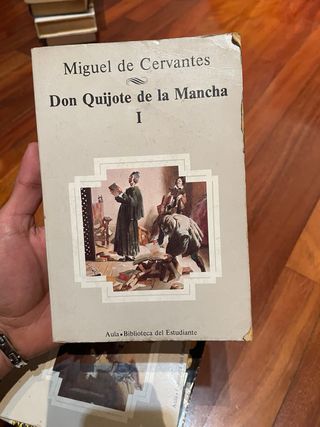 Miguel de Cervantes
Don Quijote de la Mancha
I
Aula•Biblioteca del Estudiante